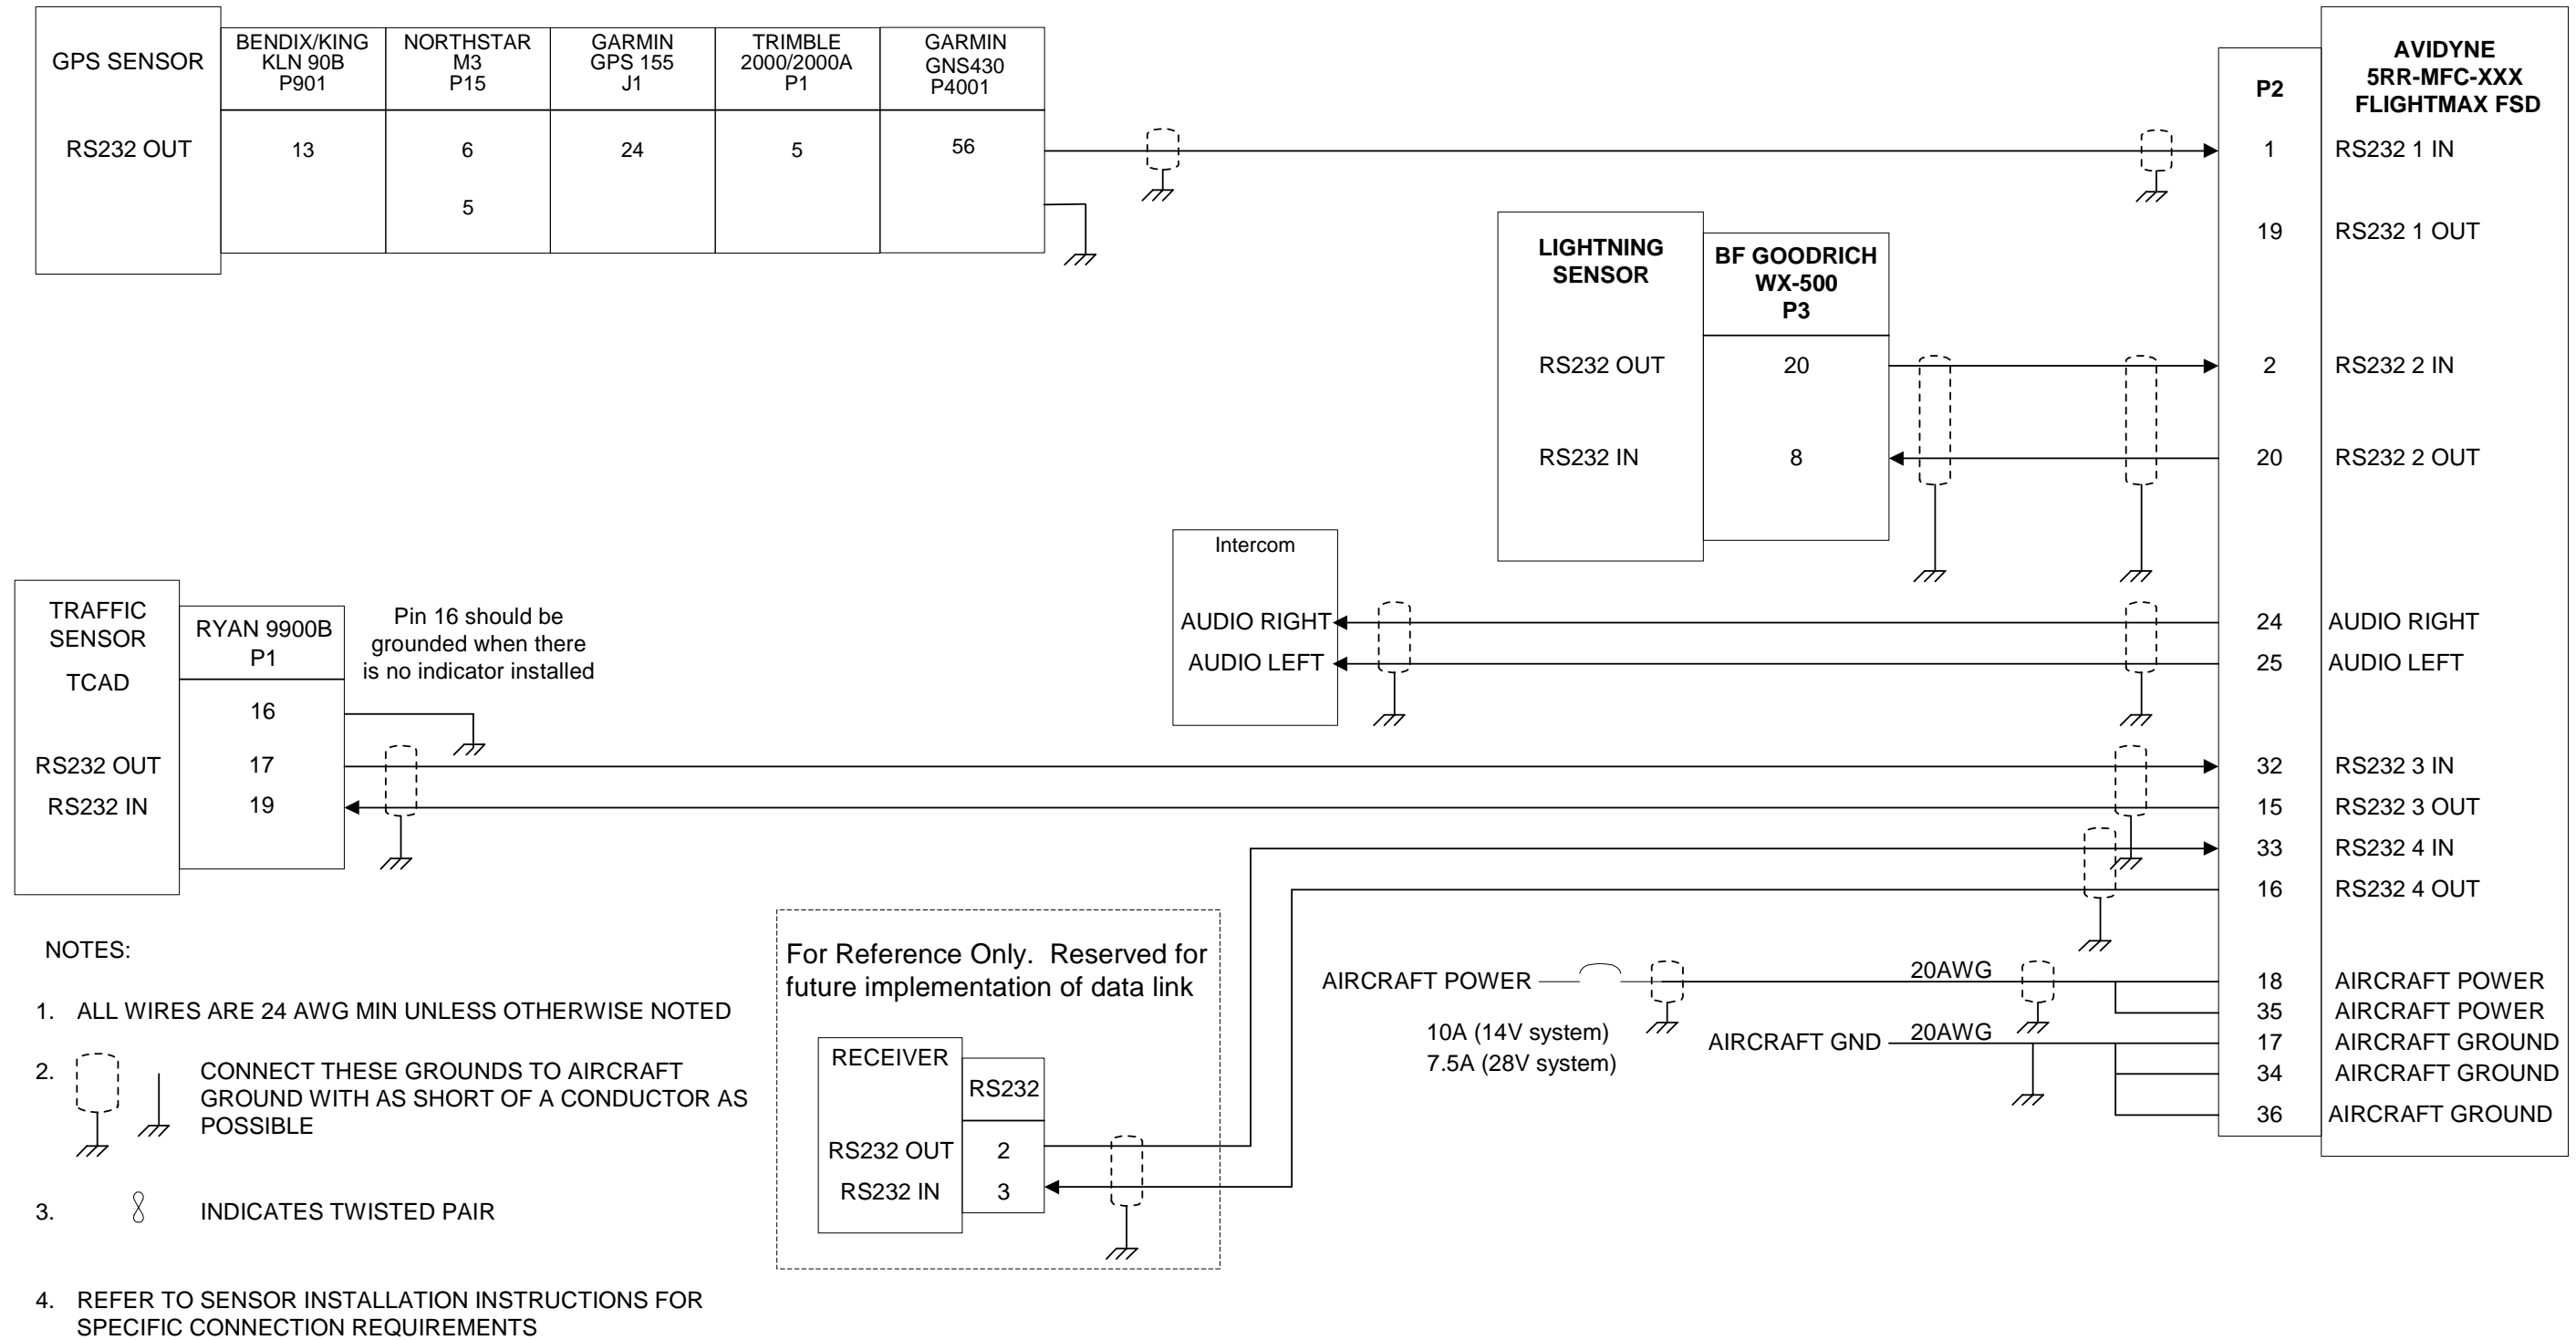 GPS SENSOR
RS232 OUT
BENDIX/KING
KLN 90B
P901
13
NORTHSTAR
M3
P15
6
5
GARMIN
GPS 155
J1
24
TRIMBLE
2000/2000A
P1
5
GARMIN
GNS430
P4001
56
P2
AVIDYNE
5RR-MFC-XXX
FLIGHTMAX FSD
1 RS232 1 IN
19 RS232 1 OUT
2 RS232 2 IN
20 RS232 2 OUT
24 AUDIO RIGHT
25 AUDIO LEFT
32 RS232 3 IN
15 RS232 3 OUT
33 RS232 4 IN
16 RS232 4 OUT
18 AIRCRAFT POWER
35 AIRCRAFT POWER
17 AIRCRAFT GROUND
34 AIRCRAFT GROUND
36 AIRCRAFT GROUND
LIGHTNING
SENSOR
BF GOODRICH
WX-500
P3
RS232 OUT 20
RS232 IN 8
Intercom
AUDIO RIGHT
AUDIO LEFT
TRAFFIC
SENSOR
TCAD
RYAN 9900B
P1
16
RS232 OUT 17
RS232 IN 19
Pin 16 should be
grounded when there
is no indicator installed
For Reference Only. Reserved for
future implementation of data link
RECEIVER
RS232
RS232 OUT 2
RS232 IN 3
AIRCRAFT POWER
20AWG
10A (14V system)
7.5A (28V system)
AIRCRAFT GND
20AWG
NOTES:
1. ALL WIRES ARE 24 AWG MIN UNLESS OTHERWISE NOTED
2. CONNECT THESE GROUNDS TO AIRCRAFT
GROUND WITH AS SHORT OF A CONDUCTOR AS
POSSIBLE
3. INDICATES TWISTED PAIR
4. REFER TO SENSOR INSTALLATION INSTRUCTIONS FOR
SPECIFIC CONNECTION REQUIREMENTS